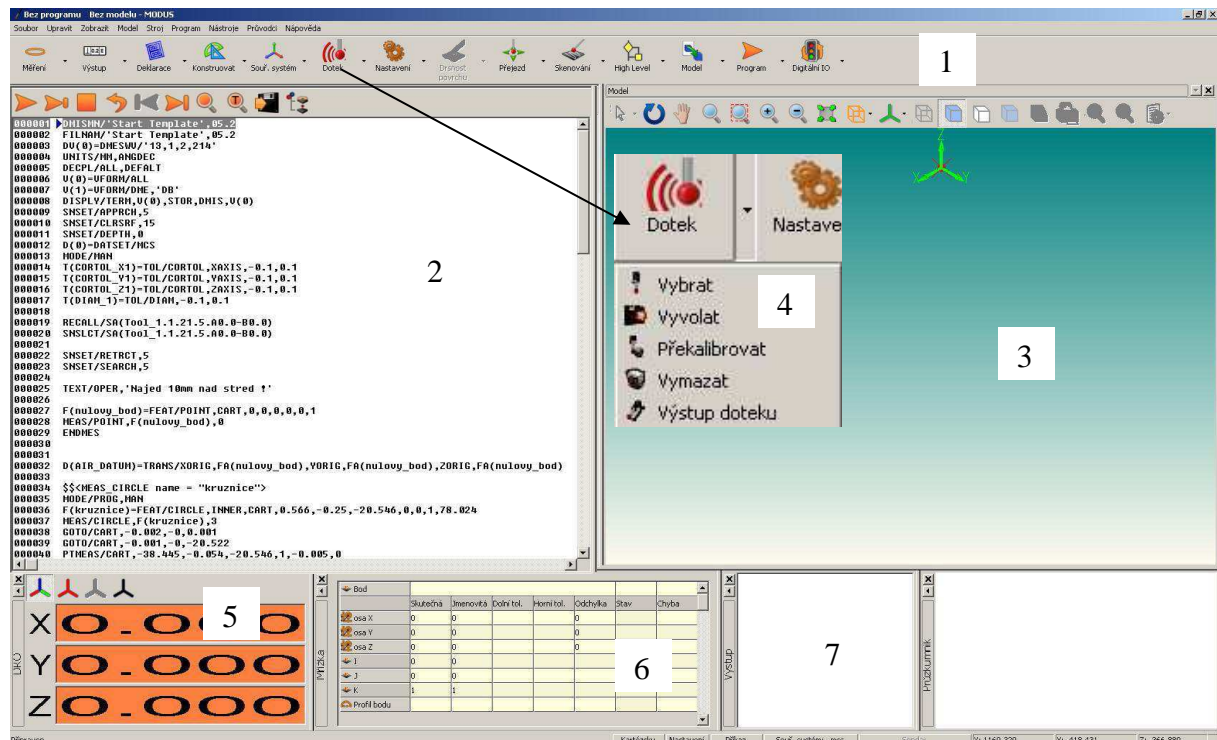 Bez programu Bez modelu - MODUS
Soubor Upravit Zobrazit Model Stroj Program Nástroje Průvodci Nápověda
Měření Výstup Deklarace Konstruovat Souř. systém Dotek Nastavení Drsnost povrchu Přejezd Skenování High Level Model Program Digitální IO
1
Model
000001 DMISMN/'Start Template',05.2
000002 FILNAM/'Start Template',05.2
000003 DV(0)=DMESWV/'13,1,2,214'
000004 UNITS/MM,ANGDEC
000005 DECPL/ALL,DEFALT
000006 V(0)=VFORM/ALL
000007 V(1)=VFORM/DME,'DB'
000008 DISPLY/TERM,V(0),STOR,DMIS,V(0)
000009 SNSET/APPRCH,5
000010 SNSET/CLRSRF,15
000011 SNSET/DEPTH,0
000012 D(0)=DATSET/MCS
000013 MODE/MAN
000014 T(CORTOL_X1)=TOL/CORTOL,XAXIS,-0.1,0.1
000015 T(CORTOL_Y1)=TOL/CORTOL,YAXIS,-0.1,0.1
000016 T(CORTOL_Z1)=TOL/CORTOL,ZAXIS,-0.1,0.1
000017 T(DIAM_1)=TOL/DIAM,-0.1,0.1
000018
000019 RECALL/SA(Tool_1.1.21.5.A0.0-B0.0)
000020 SNSLCT/SA(Tool_1.1.21.5.A0.0-B0.0)
000021
000022 SNSET/RETRCT,5
000023 SNSET/SEARCH,5
000024
000025 TEXT/OPER,'Najed 10mm nad stred !'
000026
000027 F(nulovy_bod)=FEAT/POINT,CART,0,0,0,0,0,1
000028 MEAS/POINT,F(nulovy_bod),0
000029 ENDMES
000030
000031
000032 D(AIR_DATUM)=TRANS/XORIG,FA(nulovy_bod),YORIG,FA(nulovy_bod),ZORIG,FA(nulovy_bod)
000033
000034 $$<MEAS_CIRCLE name = "kruznice">
000035 MODE/PROG,MAN
000036 F(kruznice)=FEAT/CIRCLE,INNER,CART,0.566,-0.25,-20.546,0,0,1,78.024
000037 MEAS/CIRCLE,F(kruznice),3
000038 GOTO/CART,-0.002,-0,0.001
000039 GOTO/CART,-0.001,-0,-20.522
000040 PTMEAS/CART,-38.445,-0.054,-20.546,1,-0.005,0
2
Z
X Y
Dotek Nastave
Vybrat
Vyvolat
Překalibrovat
Vymazat
Výstup doteku
4
3
DRO
X 0.000
Y 0.000
Z 0.000
5
Mřížka
Bod
Skutečná Jmenovitá Dolní tol. Horní tol. Odchylka Stav Chyba
osa X 0 0 0
osa Y 0 0 0
osa Z 0 0 0
I 0 0
J 0 0
K 1 1
Profil bodu
6
Výstup
7
Průzkumník